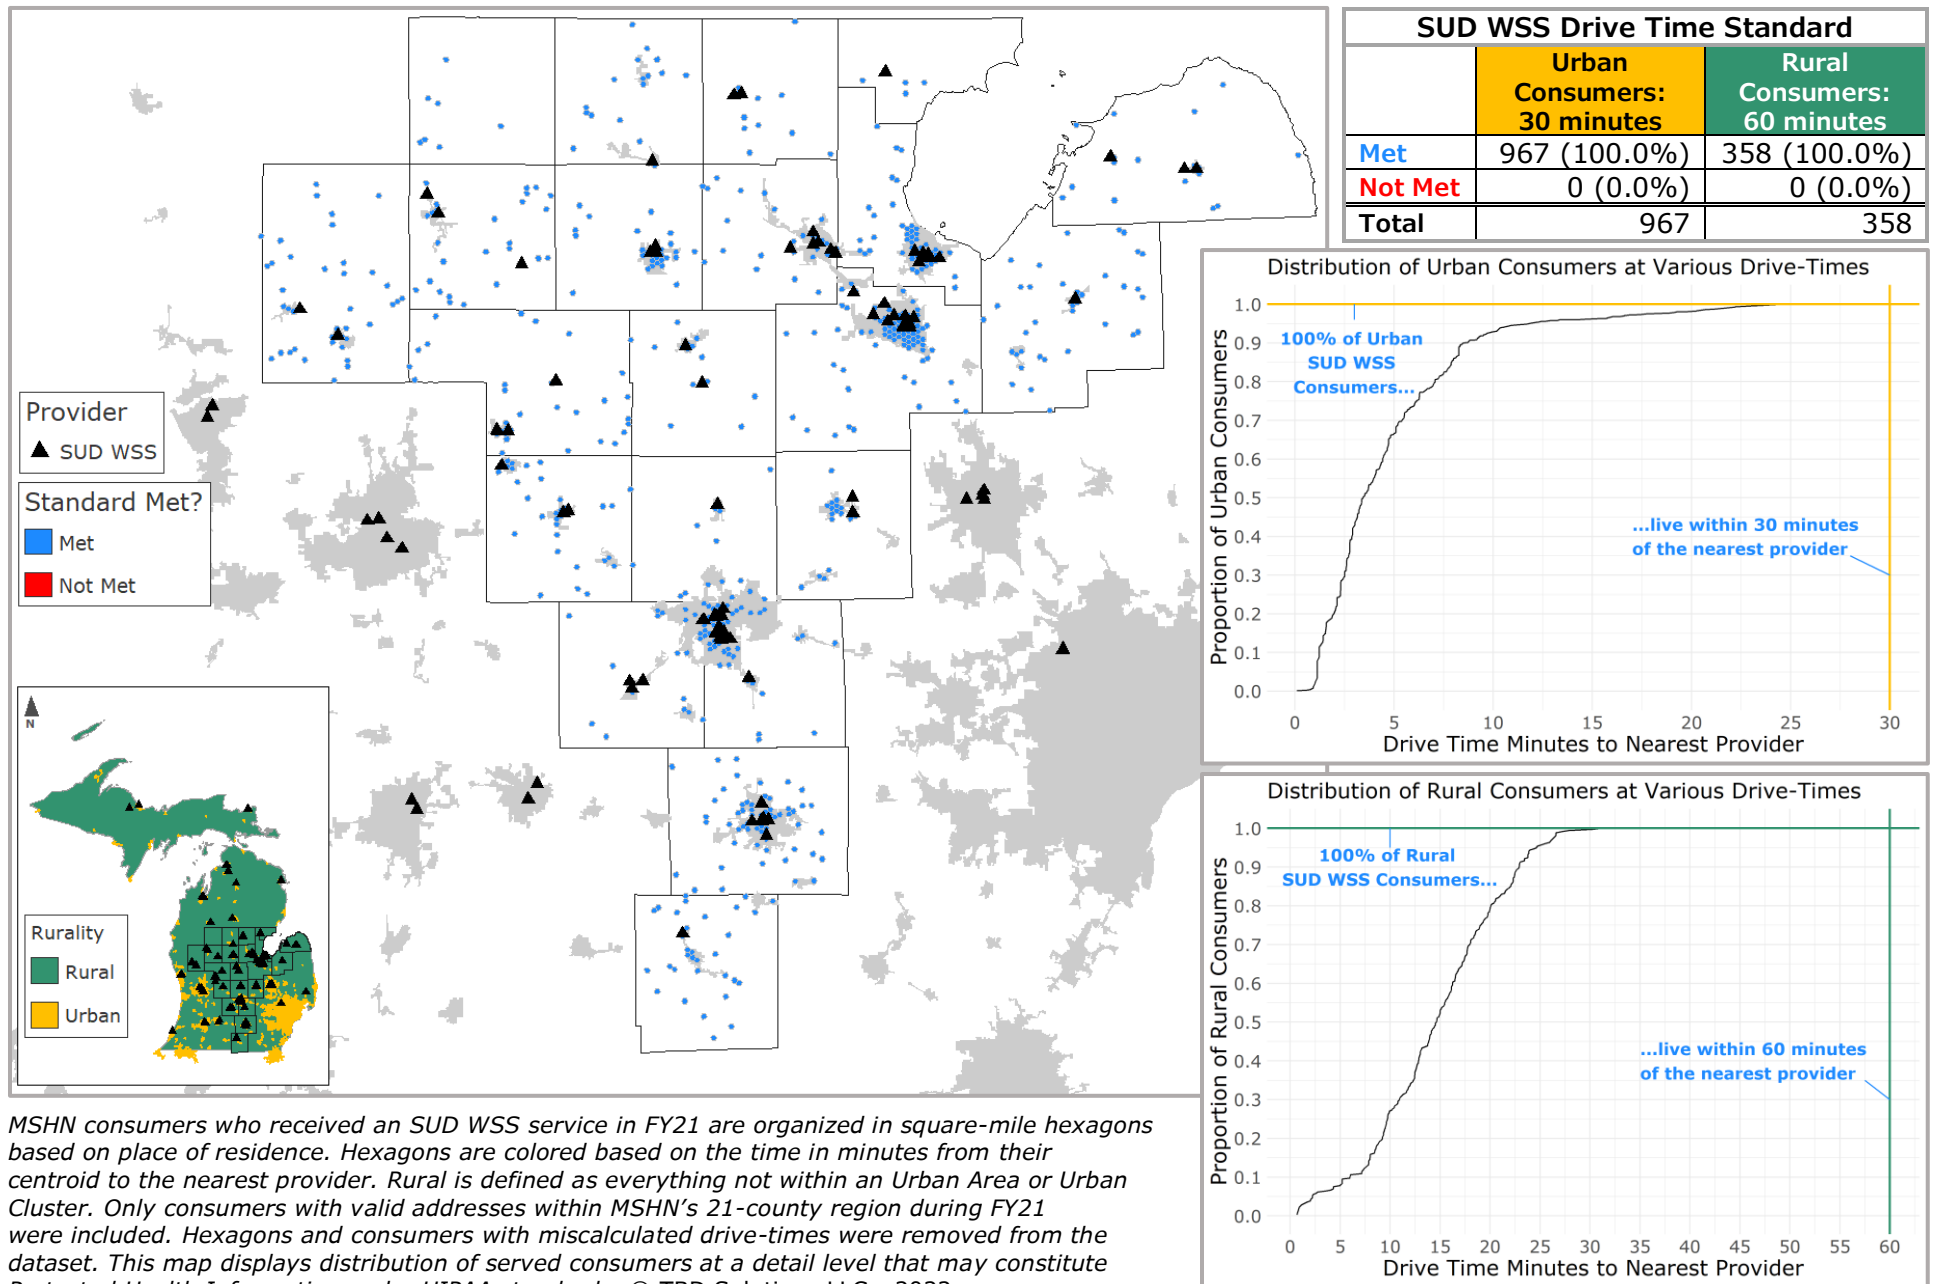 SUD WSS Drive Time Standard
Urban Consumers: 30 minutes
Rural Consumers: 60 minutes
Met 967 (100.0%) 358 (100.0%)
Not Met 0 (0.0%) 0 (0.0%)
Total 967 358
Provider
SUD WSS
Standard Met?
Met
Not Met
N
Rurality
Rural
Urban
Distribution of Urban Consumers at Various Drive-Times
Proportion of Urban Consumers
1.0
0.9
0.8
0.7
0.6
0.5
0.4
0.3
0.2
0.1
0.0
100% of Urban
SUD WSS
Consumers...
...live within 30 minutes
of the nearest provider
0 5 10 15 20 25 30
Drive Time Minutes to Nearest Provider
Distribution of Rural Consumers at Various Drive-Times
Proportion of Rural Consumers
1.0
0.9
0.8
0.7
0.6
0.5
0.4
0.3
0.2
0.1
0.0
100% of Rural
SUD WSS Consumers...
...live within 60 minutes
of the nearest provider
0 5 10 15 20 25 30 35 40 45 50 55 60
Drive Time Minutes to Nearest Provider
MSHN consumers who received an SUD WSS service in FY21 are organized in square-mile hexagons
based on place of residence. Hexagons are colored based on the time in minutes from their
centroid to the nearest provider. Rural is defined as everything not within an Urban Area or Urban
Cluster. Only consumers with valid addresses within MSHN's 21-county region during FY21
were included. Hexagons and consumers with miscalculated drive-times were removed from the
dataset. This map displays distribution of served consumers at a detail level that may constitute